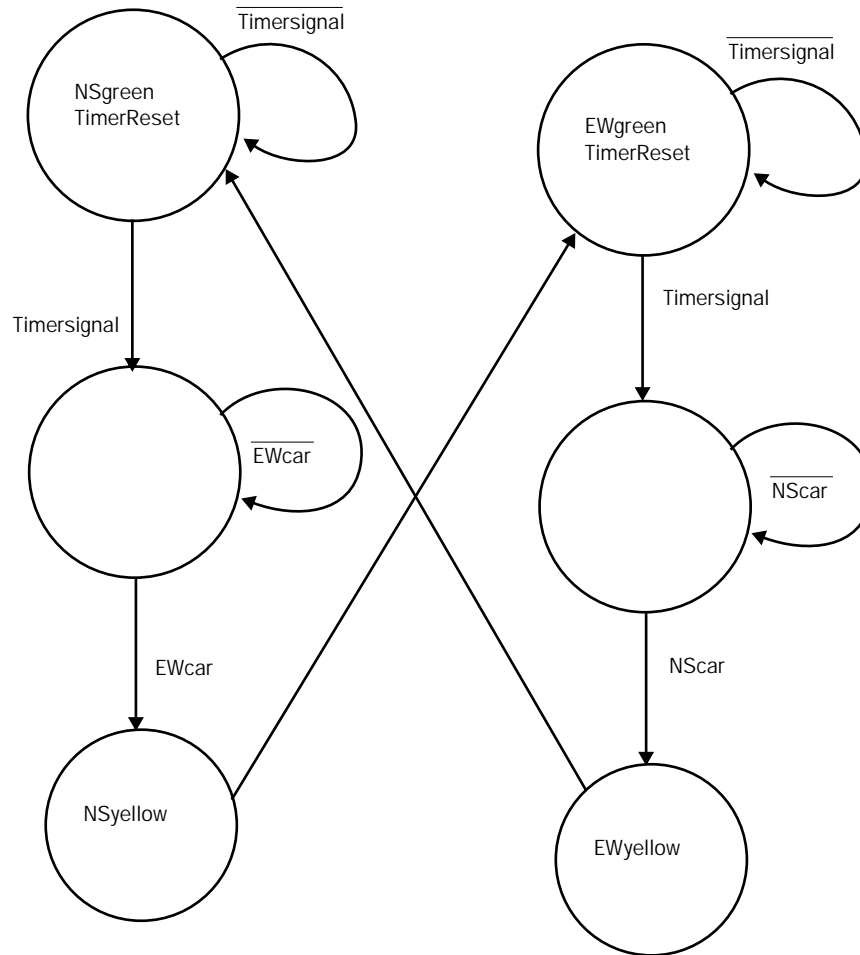 Timersignal
NSgreen
TimerReset
Timersignal
EWcar
EWcar
NSyellow
Timersignal
EWgreen
TimerReset
Timersignal
NScar
NScar
EWyellow